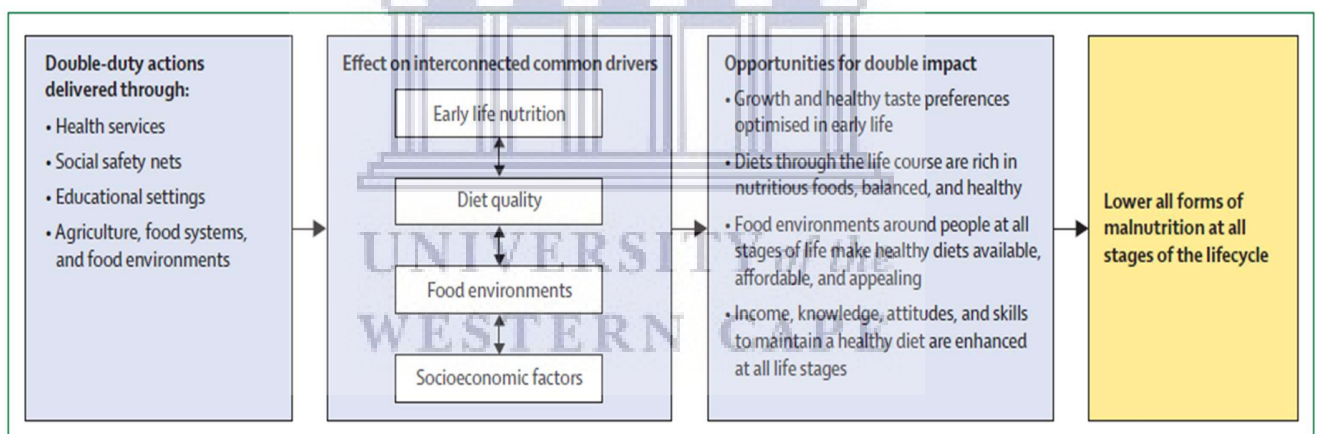 Double-duty actions
delivered through:
• Health services
• Social safety nets
• Educational settings
• Agriculture, food systems,
and food environments
Effect on interconnected common drivers
Early life nutrition
Diet quality
Food environments
Socioeconomic factors
Opportunities for double impact
• Growth and healthy taste preferences
optimised in early life
• Diets through the life course are rich in
nutritious foods, balanced, and healthy
• Food environments around people at all
stages of life make healthy diets available,
affordable, and appealing
• Income, knowledge, attitudes, and skills
to maintain a healthy diet are enhanced
at all life stages
Lower all forms of
malnutrition at all
stages of the lifecycle
UNIVERSITY of the
WESTERN CAPE